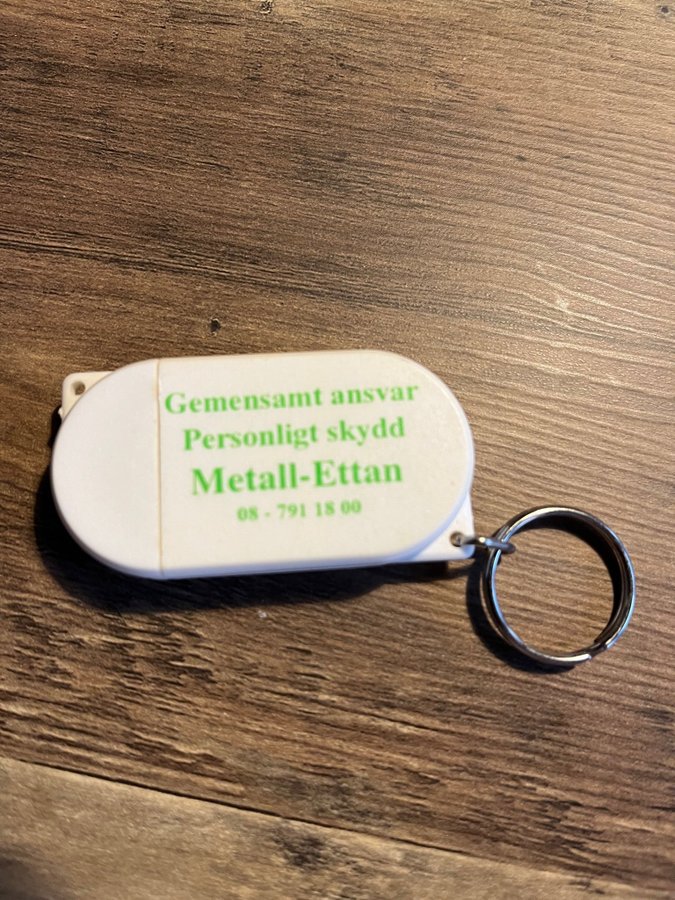 Gemensamt ansvar
Personligt skydd
Metall-Ettan
08 - 791 18 00